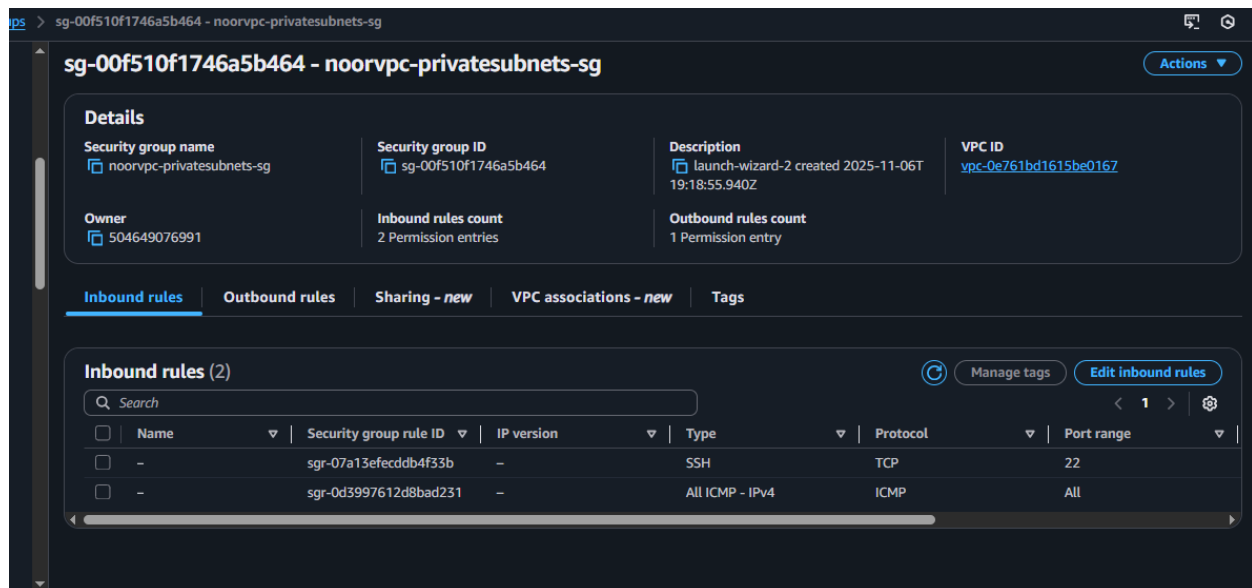 ups > sg-00f510f1746a5b464 - noorvpc-privatesubnets-sg
sg-00f510f1746a5b464 - noorvpc-privatesubnets-sg
Actions
Details
Security group name
noorvpc-privatesubnets-sg
Security group ID
sg-00f510f1746a5b464
Description
launch-wizard-2 created 2025-11-06T
19:18:55.940Z
VPC ID
vpc-0e761bd1615be0167
Owner
504649076991
Inbound rules count
2 Permission entries
Outbound rules count
1 Permission entry
Inbound rules Outbound rules Sharing - new VPC associations - new Tags
Inbound rules (2)
Manage tags Edit inbound rules
Search
1
Name Security group rule ID IP version Type Protocol Port range
– sgr-07a13efecddb4f33b – SSH TCP 22
– sgr-0d3997612d8bad231 – All ICMP - IPv4 ICMP All